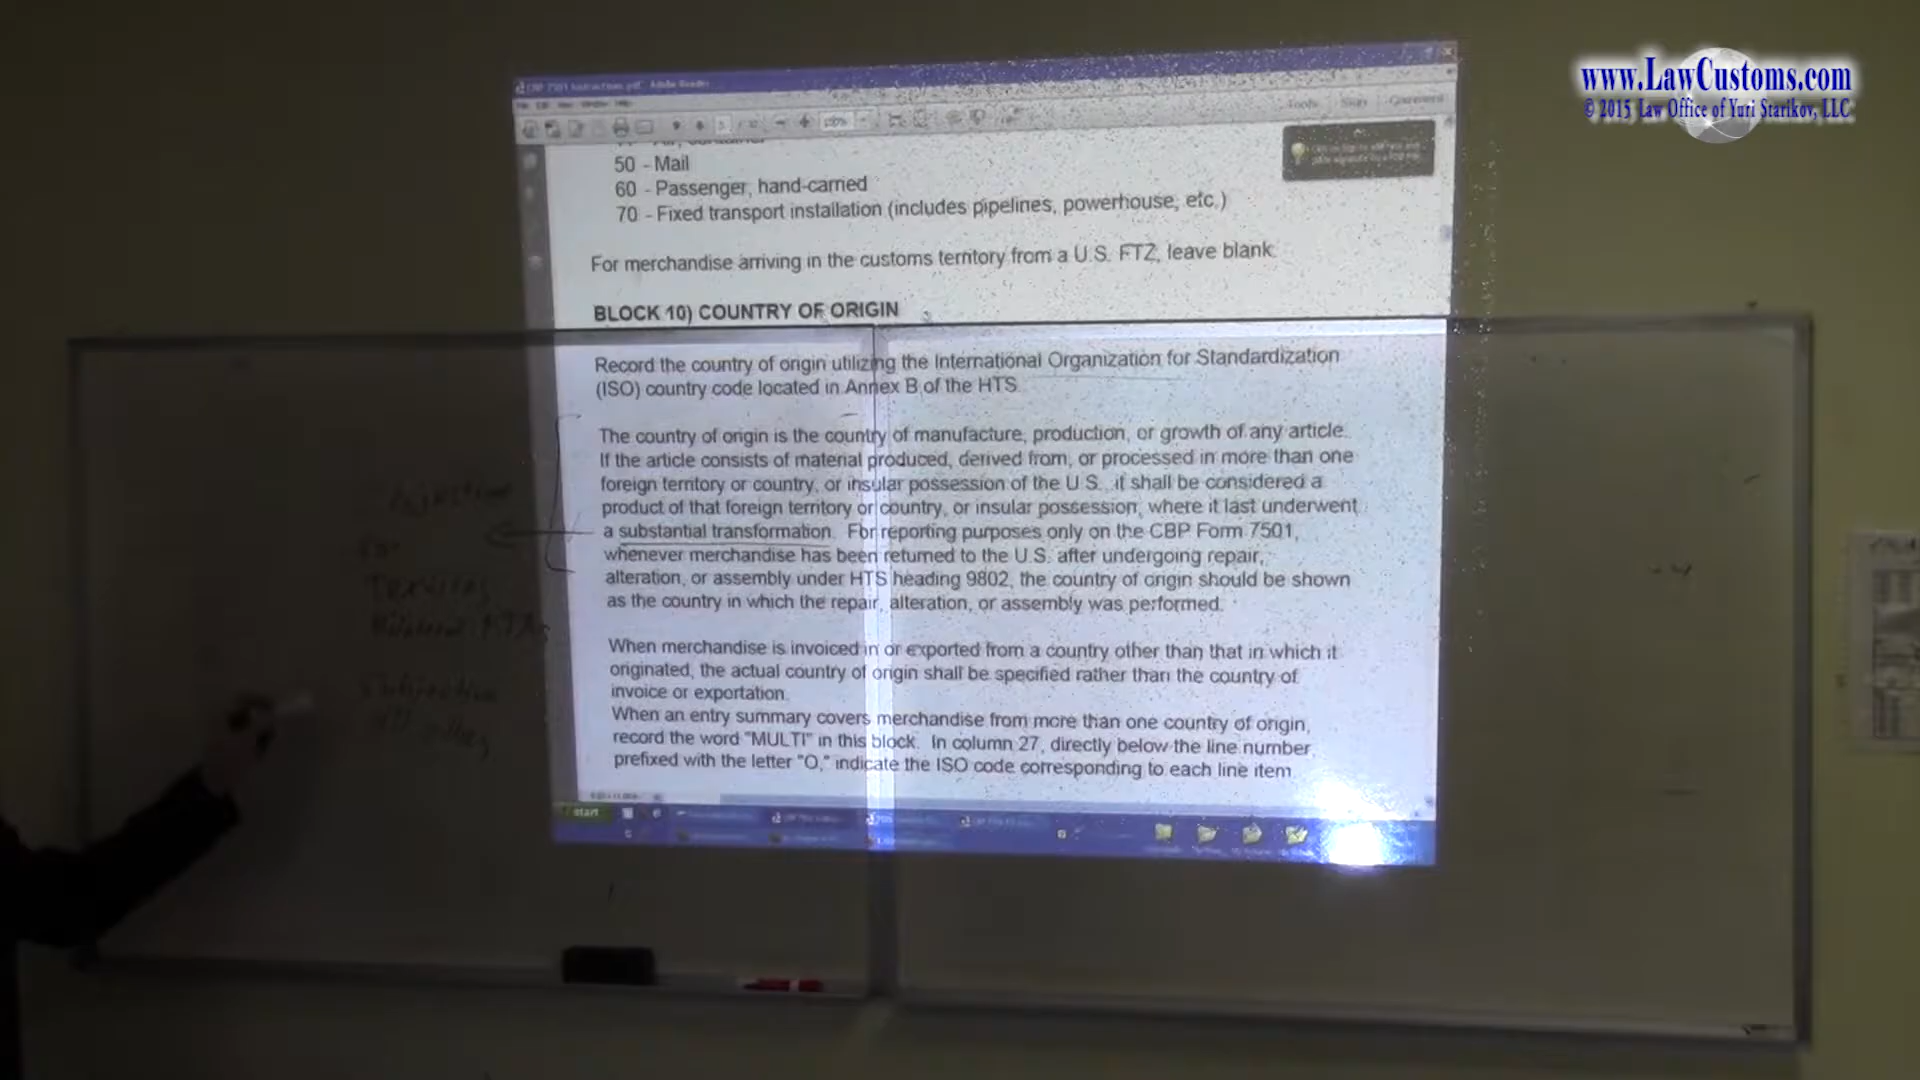 www.LawCustoms.com
© 2015 Law Office of Yuri Starikov, LLC
CBP 7501 Instructions.pdf - Adobe Reader
Tools Sign Comment
50 - Mail
60 - Passenger, hand-carried
70 - Fixed transport installation (includes pipelines, powerhouse, etc.)
For merchandise arriving in the customs territory from a U.S. FTZ, leave blank.
BLOCK 10) COUNTRY OF ORIGIN
Record the country of origin utilizing the International Organization for Standardization
(ISO) country code located in Annex B of the HTS.
The country of origin is the country of manufacture, production, or growth of any article.
If the article consists of material produced, derived from, or processed in more than one
foreign territory or country, or insular possession of the U.S., it shall be considered a
product of that foreign territory or country, or insular possession, where it last underwent
a substantial transformation. For reporting purposes only on the CBP Form 7501,
whenever merchandise has been returned to the U.S. after undergoing repair,
alteration, or assembly under HTS heading 9802, the country of origin should be shown
as the country in which the repair, alteration, or assembly was performed.
When merchandise is invoiced in or exported from a country other than that in which it
originated, the actual country of origin shall be specified rather than the country of
invoice or exportation.
When an entry summary covers merchandise from more than one country of origin,
record the word "MULTI" in this block. In column 27, directly below the line number,
prefixed with the letter "O," indicate the ISO code corresponding to each line item.
start